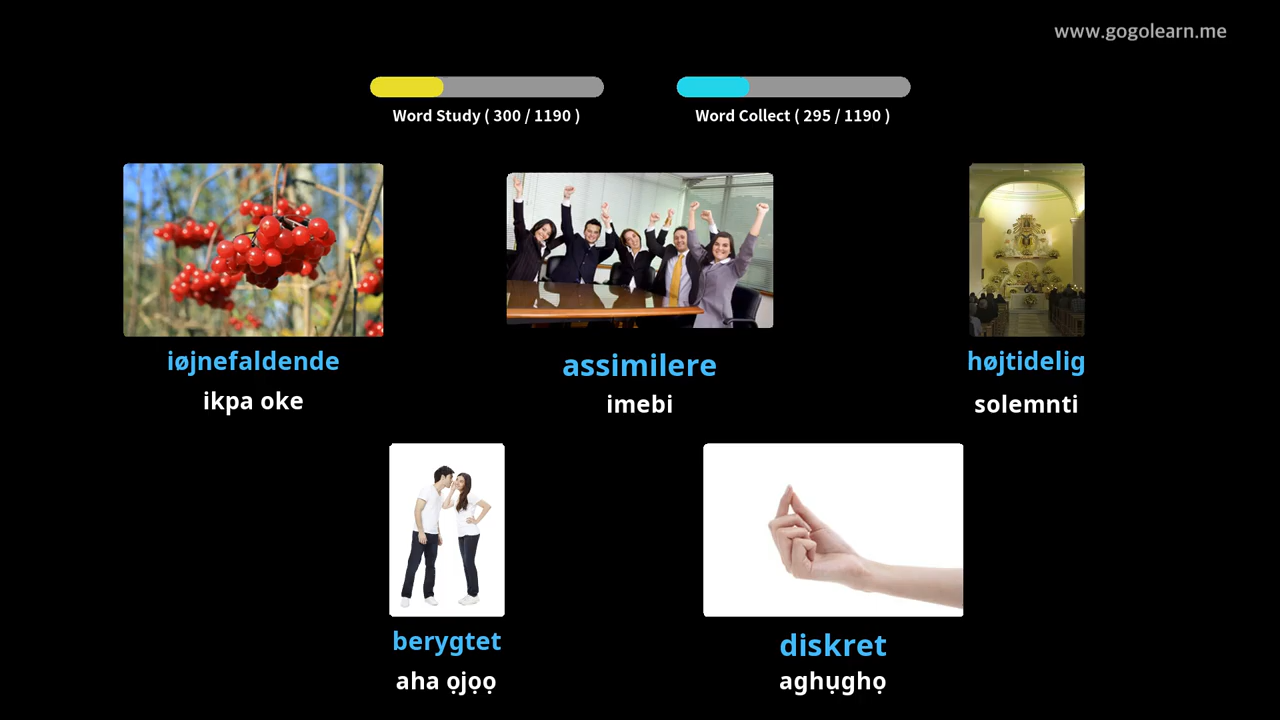 www.gogolearn.me
Word Study ( 300 / 1190 )
Word Collect ( 295 / 1190 )
iøjnefaldende
ikpa oke
assimilere
imebi
højtidelig
solemnti
berygtet
aha ọjọọ
diskret
aghụghọ